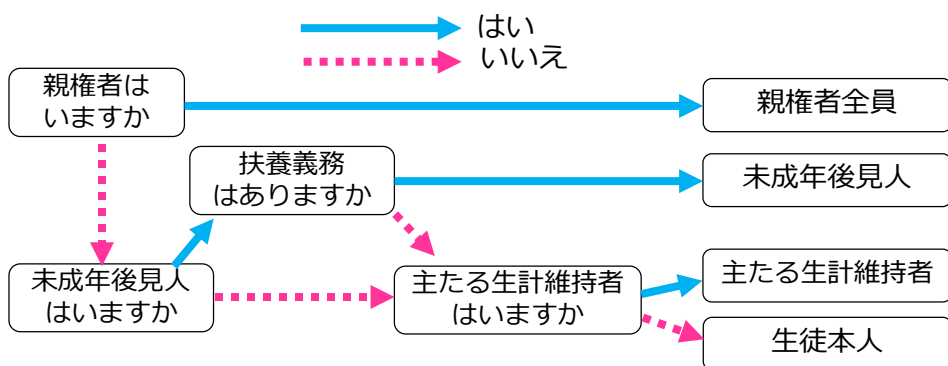 はい
いいえ
親権者は
いますか
親権者全員
扶養義務
はありますか
未成年後見人
未成年後見人
はいますか
主たる生計維持者
はいますか
主たる生計維持者
生徒本人